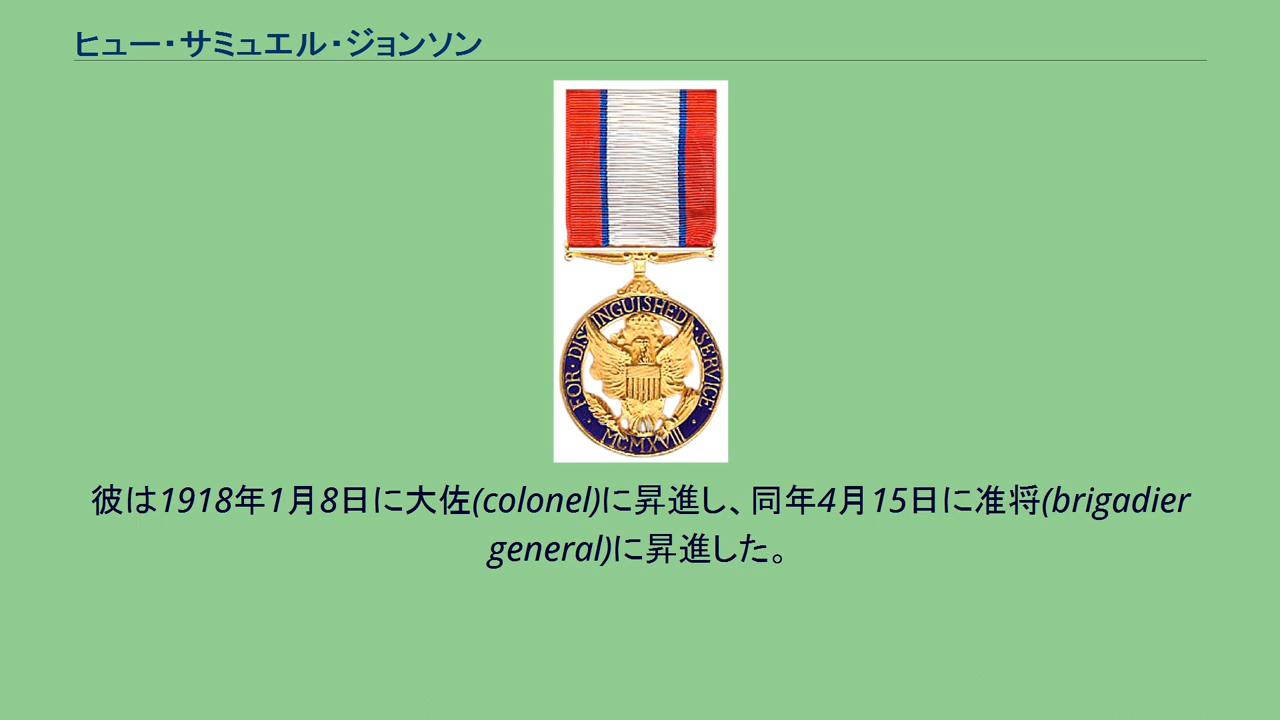 ヒュー・サミュエル・ジョンソン
FOR · DISTINGUISHED · SERVICE · MCMXVIII ·
彼は1918年1月8日に大佐(colonel)に昇進し、同年4月15日に准将(brigadier
general)に昇進した。